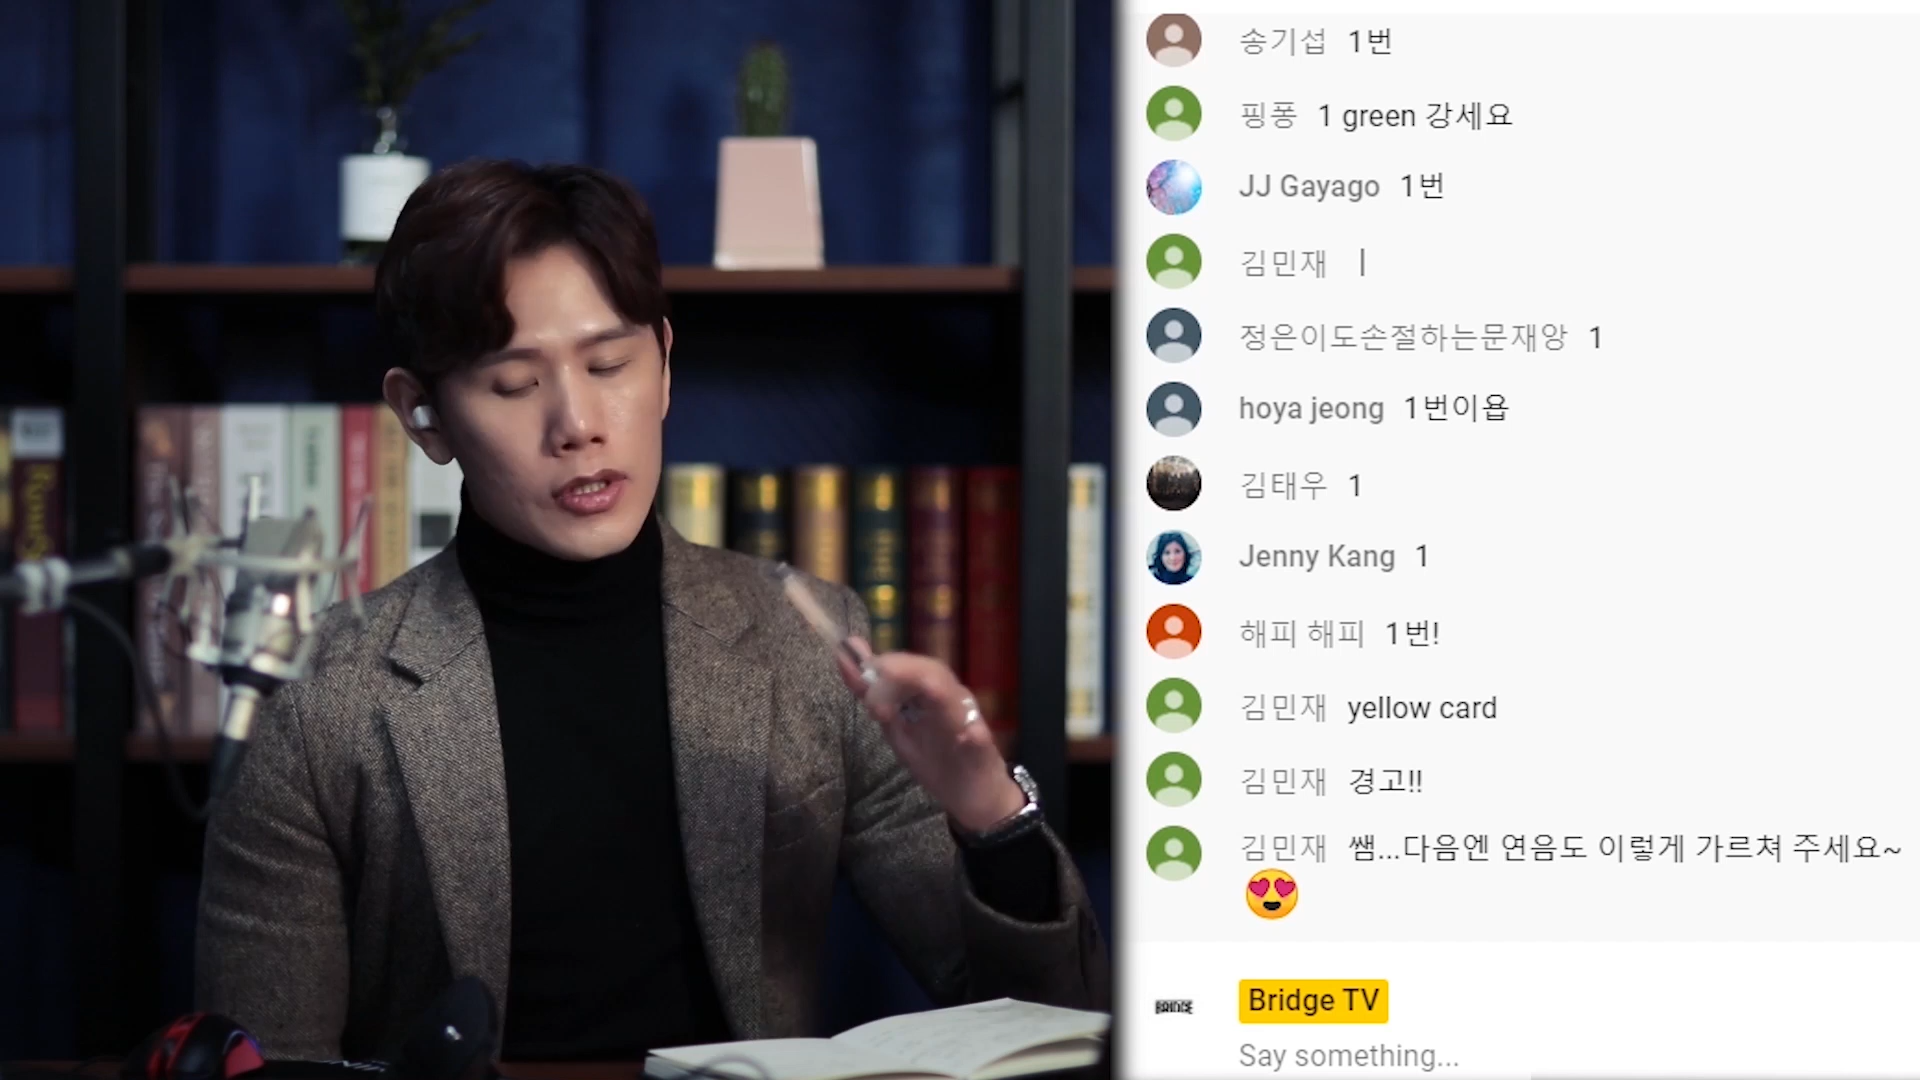 송기섭 1번
핑퐁 1 green 강세요
JJ Gayago 1번
김민재 ㅣ
정은이도손절하는문재앙 1
hoya jeong 1번이욥
김태우 1
Jenny Kang 1
해피 해피 1번!
김민재 yellow card
김민재 경고!!
김민재 쌤...다음엔 연음도 이렇게 가르쳐 주세요~
😍
BRIDGE Bridge TV
Say something...